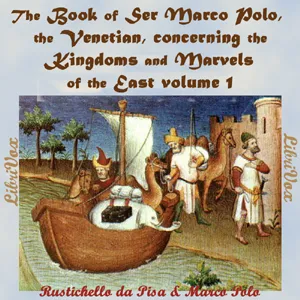 The Book of Ser Marco Polo,
the Venetian, concerning the
Kingdoms and Marvels
of the East volume 1
LibriVox
LibriVox
Rustichello da Pisa & Marco Polo